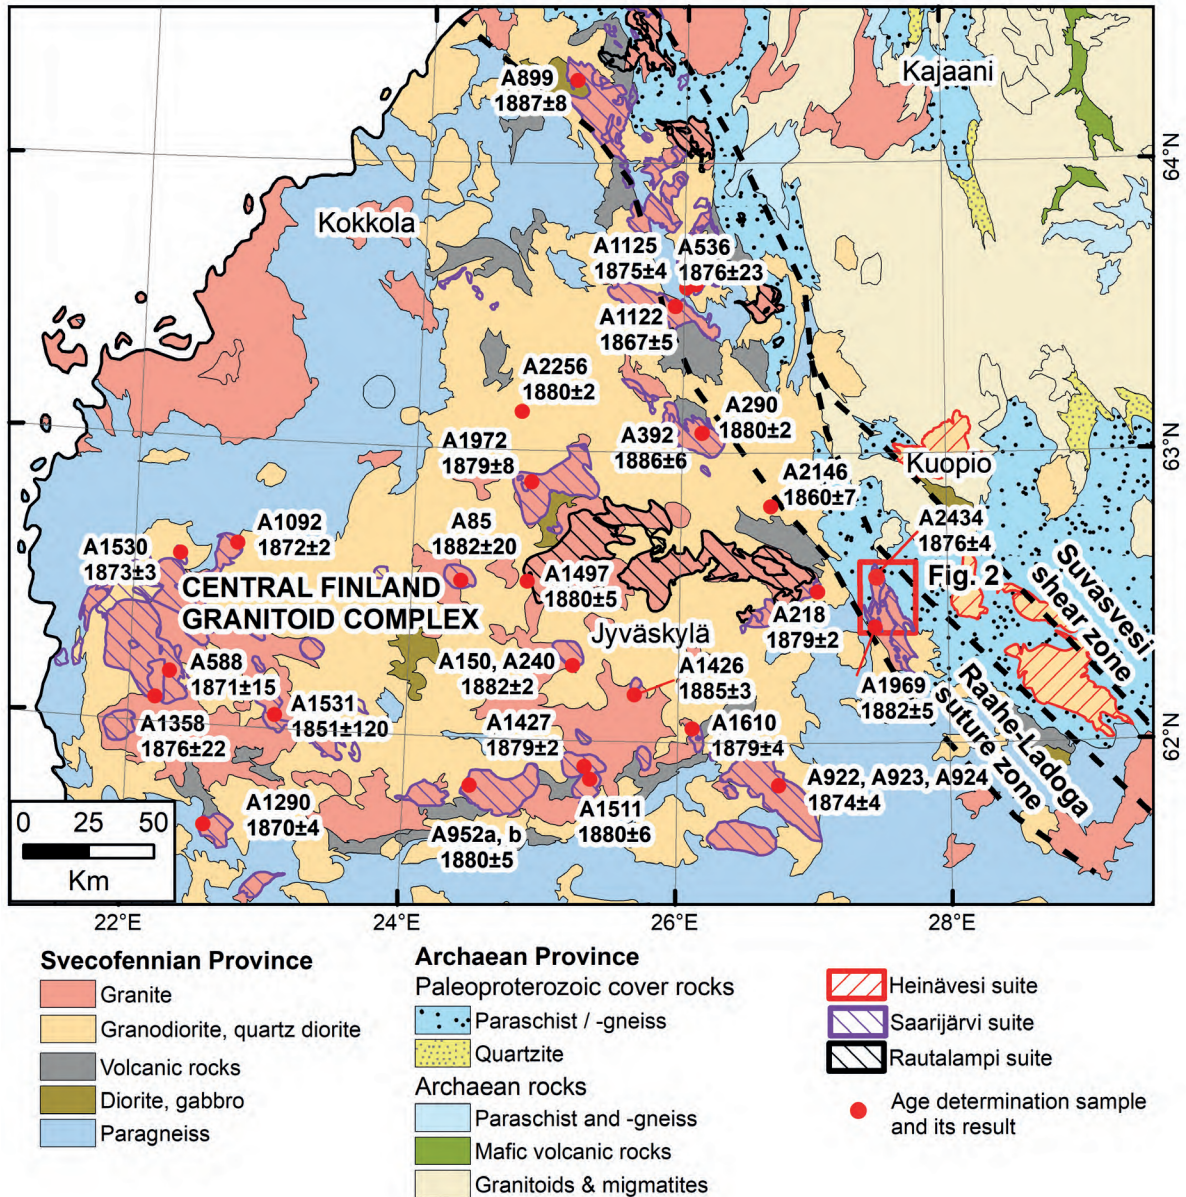 Kajaani
A899
1887±8
64°N
Kokkola
A1125
1875±4
A536
1876±23
A1122
1867±5
A2256
1880±2
A290
1880±2
A392
1886±6
63°N
A1972
1879±8
Kuopio
A2146
1860±7
A2434
1876±4
A1092
1872±2
A85
1882±20
A1530
1873±3
CENTRAL FINLAND
GRANITOID COMPLEX
A1497
1880±5
Fig. 2
Suvasvesi
shear zone
A218
1879±2
Jyväskylä
A588
1871±15
A150, A240
1882±2
A1426
1885±3
A1969
1882±5
Raahe-Ladoga
suture zone
A1358
1876±22
A1531
1851±120
A1427
1879±2
A1610
1879±4
62°N
A922, A923, A924
1874±4
A1290
1870±4
A952a, b
1880±5
A1511
1880±6
0 25 50
Km
22°E 24°E 26°E 28°E
Svecofennian Province
Granite
Granodiorite, quartz diorite
Volcanic rocks
Diorite, gabbro
Paragneiss
Archaean Province
Paleoproterozoic cover rocks
Paraschist / -gneiss
Quartzite
Archaean rocks
Paraschist and -gneiss
Mafic volcanic rocks
Granitoids & migmatites
Heinävesi suite
Saarijärvi suite
Rautalampi suite
Age determination sample
and its result